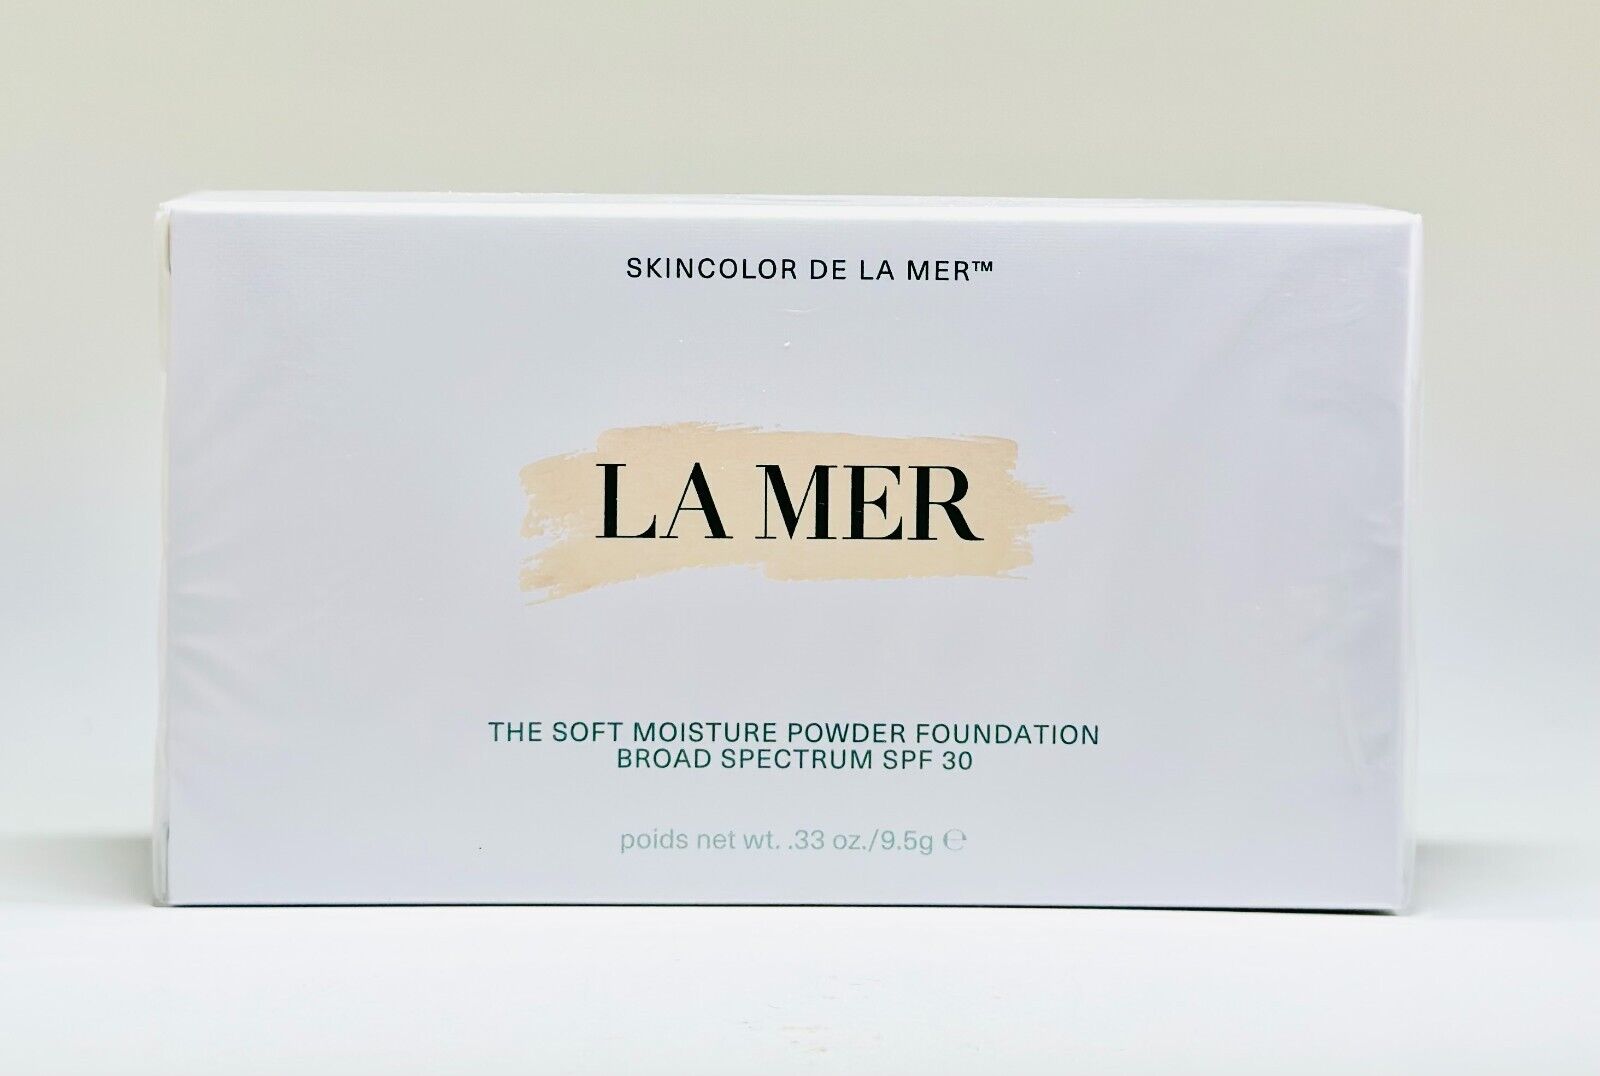 SKINCOLOR DE LA MER™
LA MER
THE SOFT MOISTURE POWDER FOUNDATION
BROAD SPECTRUM SPF 30
poids net wt. .33 oz./9.5g ℮